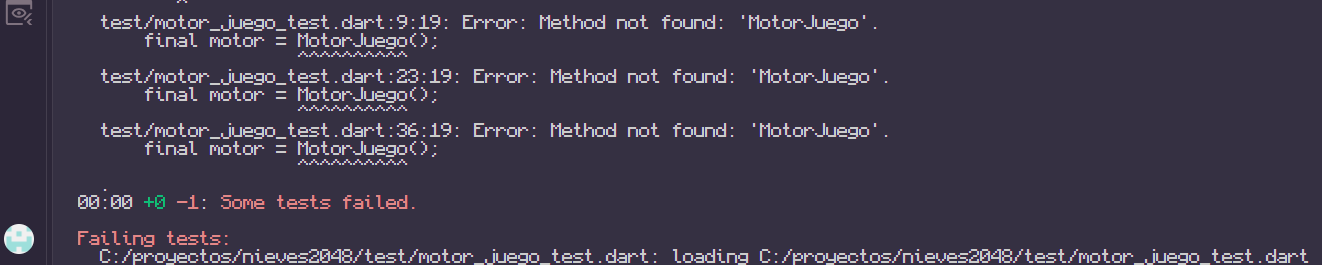 test/motor_juego_test.dart:9:19: Error: Method not found: 'MotorJuego'.
final motor = MotorJuego();
^^^^^^^^^^
test/motor_juego_test.dart:23:19: Error: Method not found: 'MotorJuego'.
final motor = MotorJuego();
^^^^^^^^^^
test/motor_juego_test.dart:36:19: Error: Method not found: 'MotorJuego'.
final motor = MotorJuego();
^^^^^^^^^^
.
00:00 +0 -1: Some tests failed.
Failing tests:
C:/proyectos/nieves2048/test/motor_juego_test.dart: loading C:/proyectos/nieves2048/test/motor_juego_test.dart